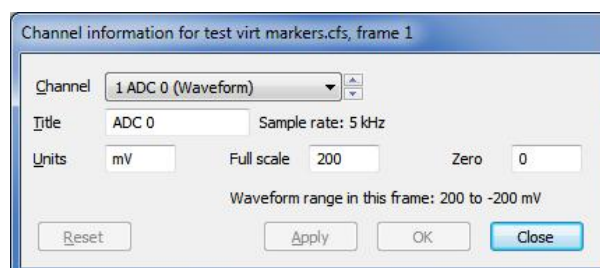 Channel information for test virt markers.cfs, frame 1
Channel 1 ADC 0 (Waveform)
Title ADC 0 Sample rate: 5 kHz
Units mV Full scale 200 Zero 0
Waveform range in this frame: 200 to -200 mV
Reset Apply OK Close